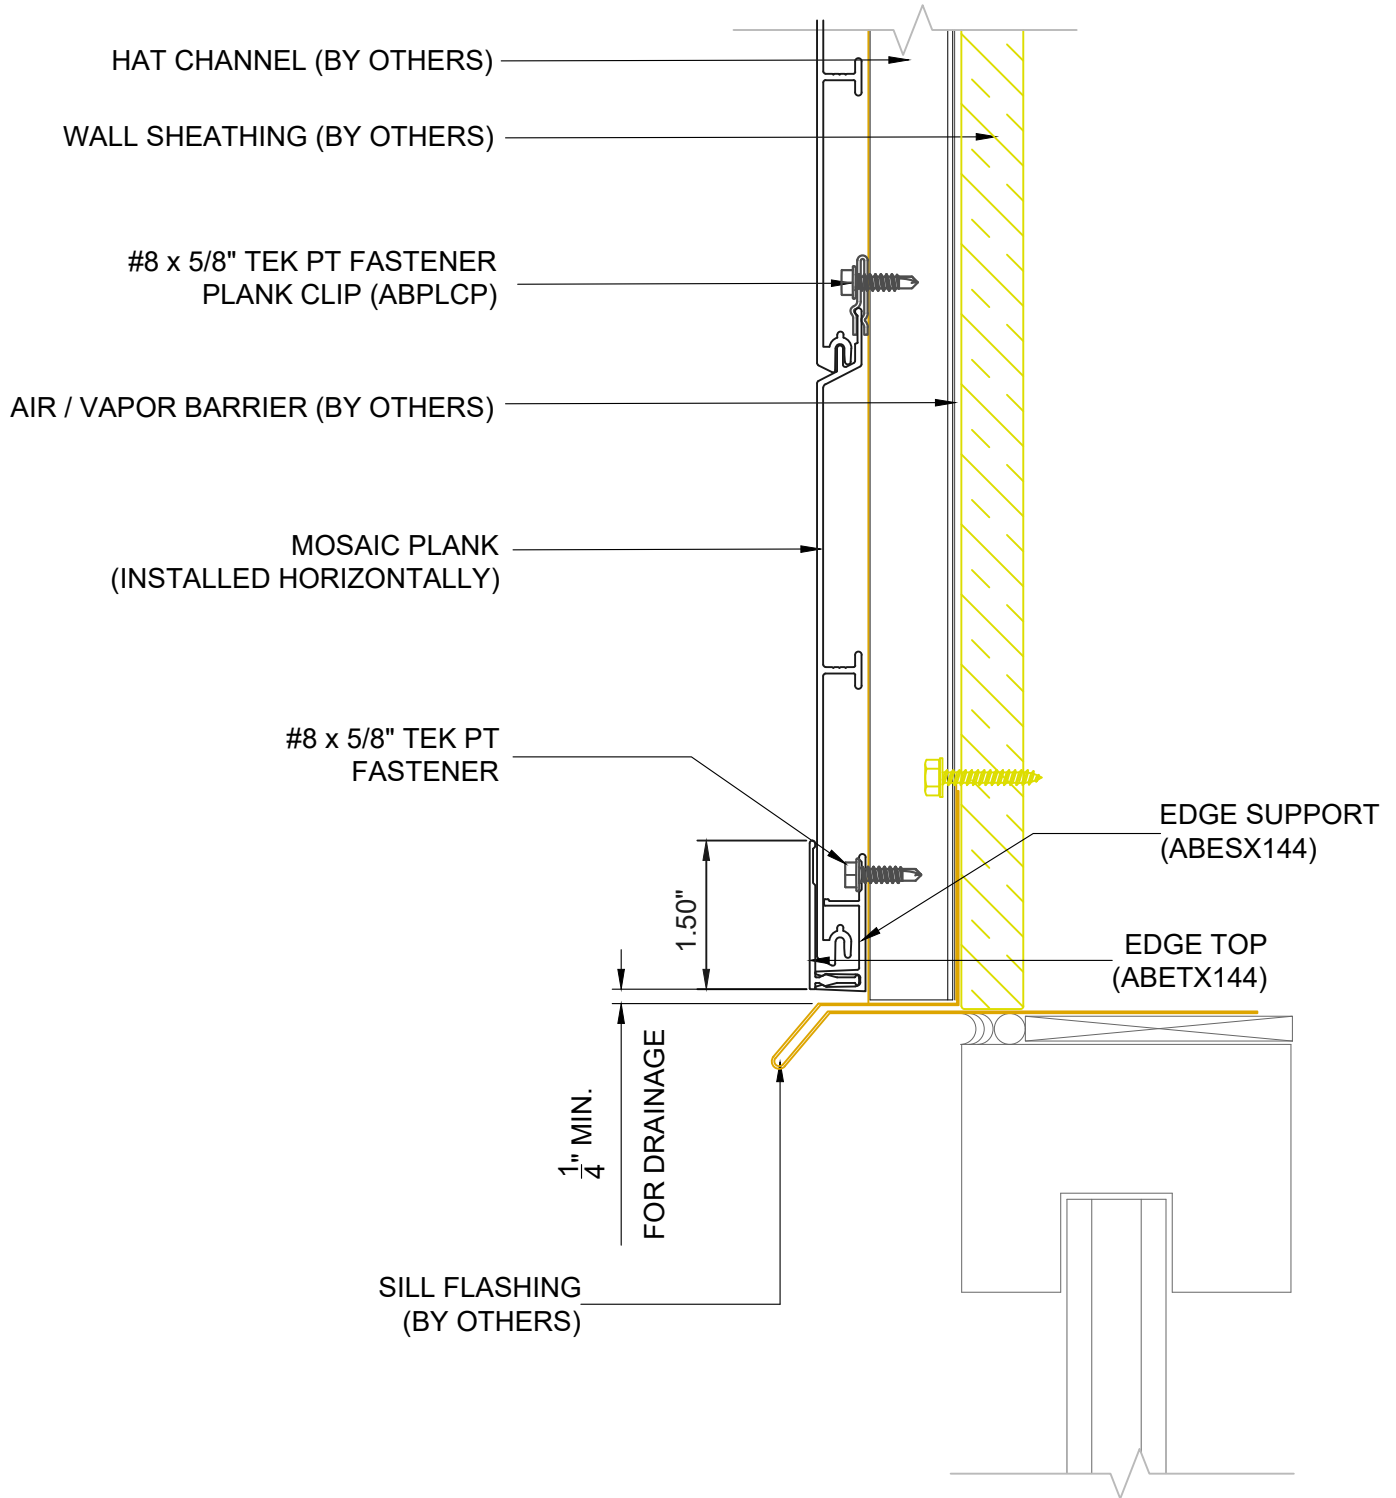 HAT CHANNEL (BY OTHERS)
WALL SHEATHING (BY OTHERS)
#8 x 5/8" TEK PT FASTENER
PLANK CLIP (ABPLCP)
AIR / VAPOR BARRIER (BY OTHERS)
MOSAIC PLANK
(INSTALLED HORIZONTALLY)
#8 x 5/8" TEK PT
FASTENER
EDGE SUPPORT
(ABESX144)
1.50"
EDGE TOP
(ABETX144)
1/4" MIN.
FOR DRAINAGE
SILL FLASHING
(BY OTHERS)